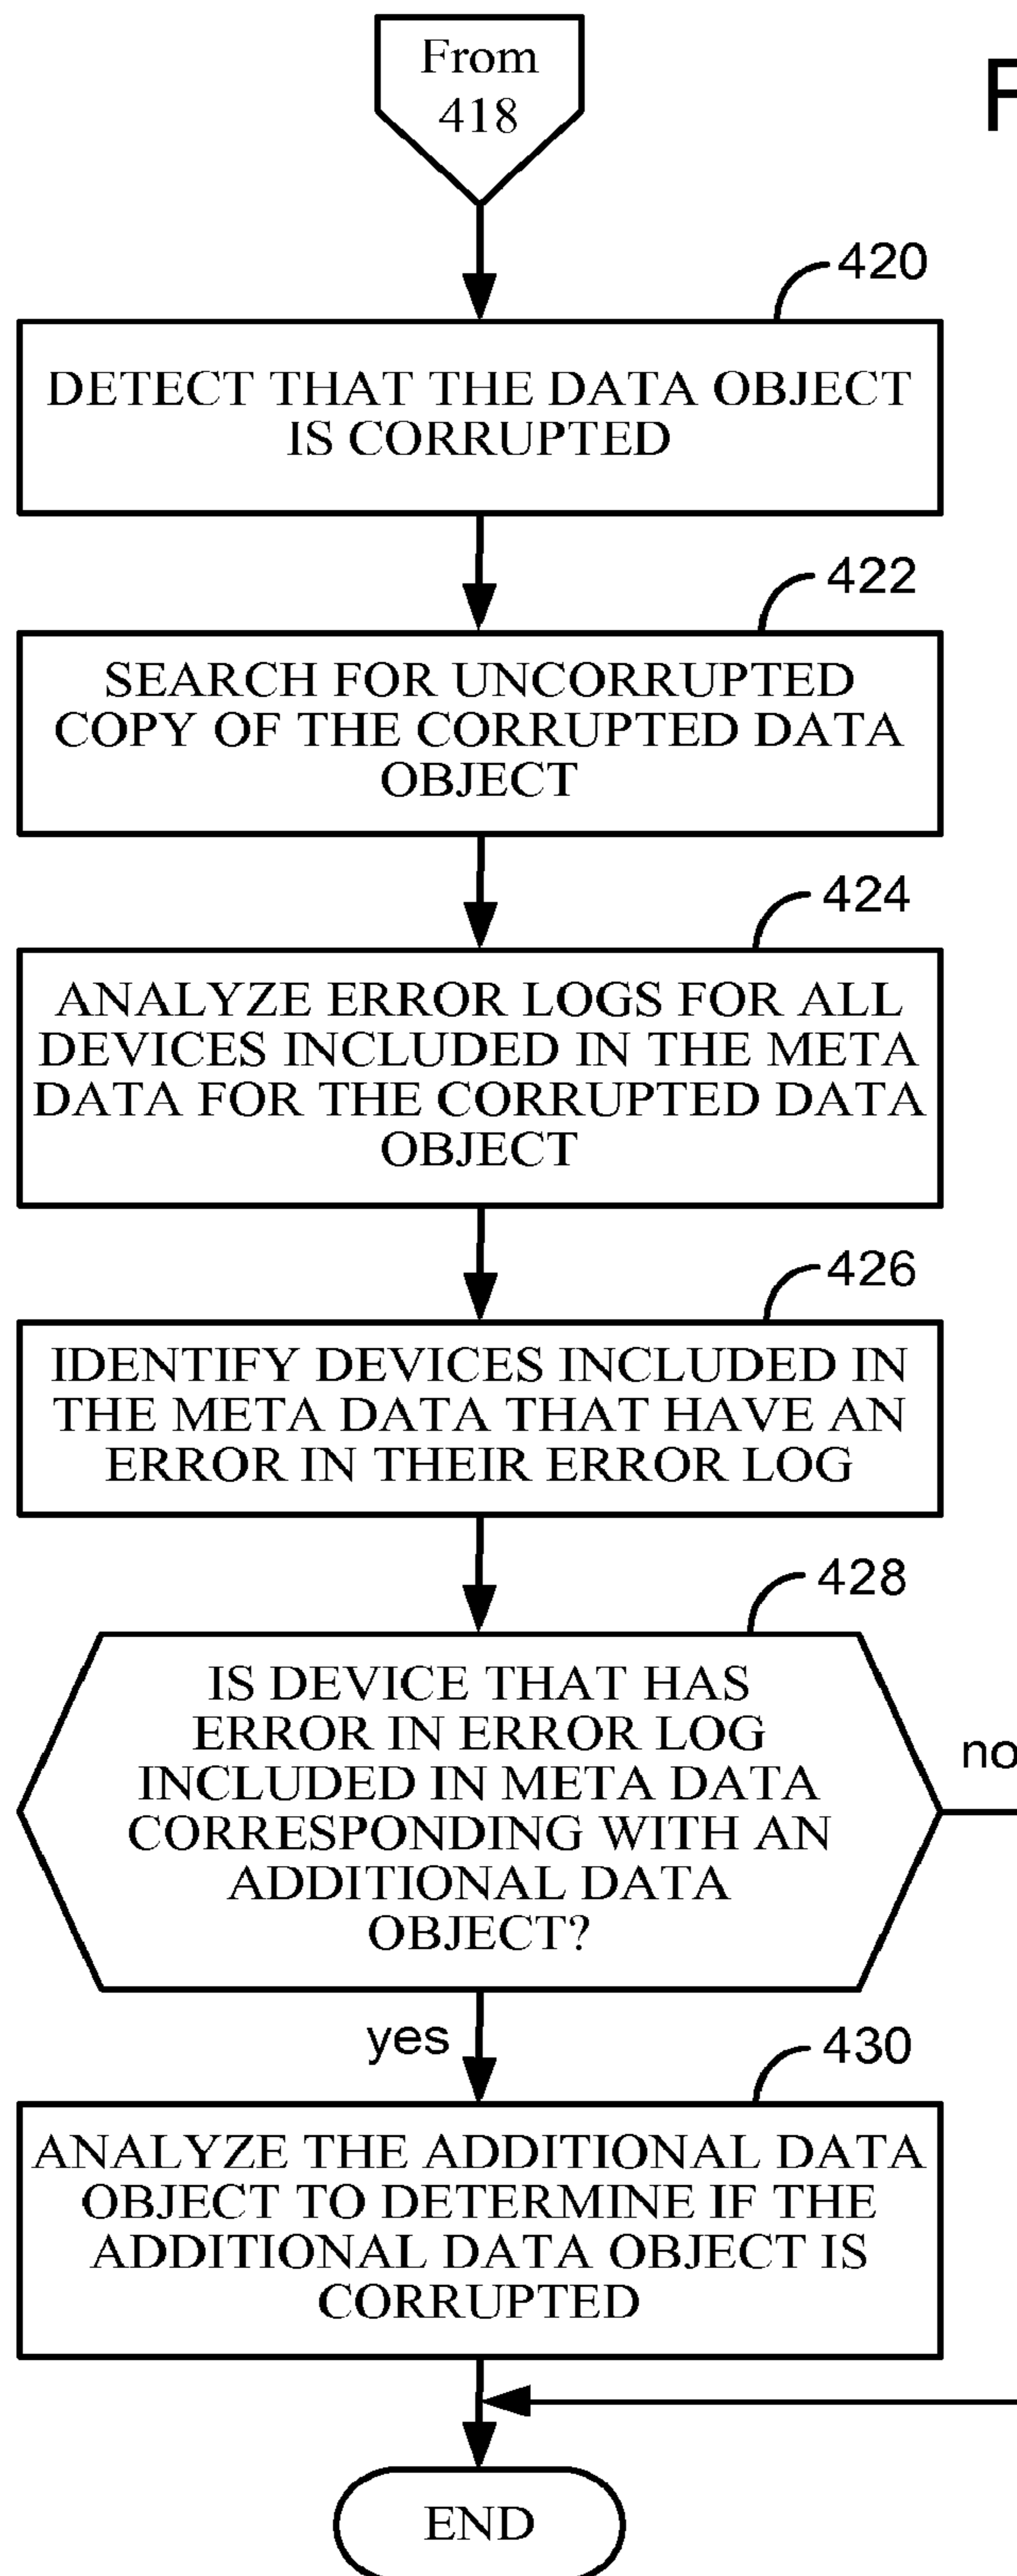 From
418
F
420
DETECT THAT THE DATA OBJECT
IS CORRUPTED
422
SEARCH FOR UNCORRUPTED
COPY OF THE CORRUPTED DATA
OBJECT
424
ANALYZE ERROR LOGS FOR ALL
DEVICES INCLUDED IN THE META
DATA FOR THE CORRUPTED DATA
OBJECT
426
IDENTIFY DEVICES INCLUDED IN
THE META DATA THAT HAVE AN
ERROR IN THEIR ERROR LOG
428
IS DEVICE THAT HAS
ERROR IN ERROR LOG
INCLUDED IN META DATA
CORRESPONDING WITH AN
ADDITIONAL DATA
OBJECT?
no
yes
430
ANALYZE THE ADDITIONAL DATA
OBJECT TO DETERMINE IF THE
ADDITIONAL DATA OBJECT IS
CORRUPTED
END